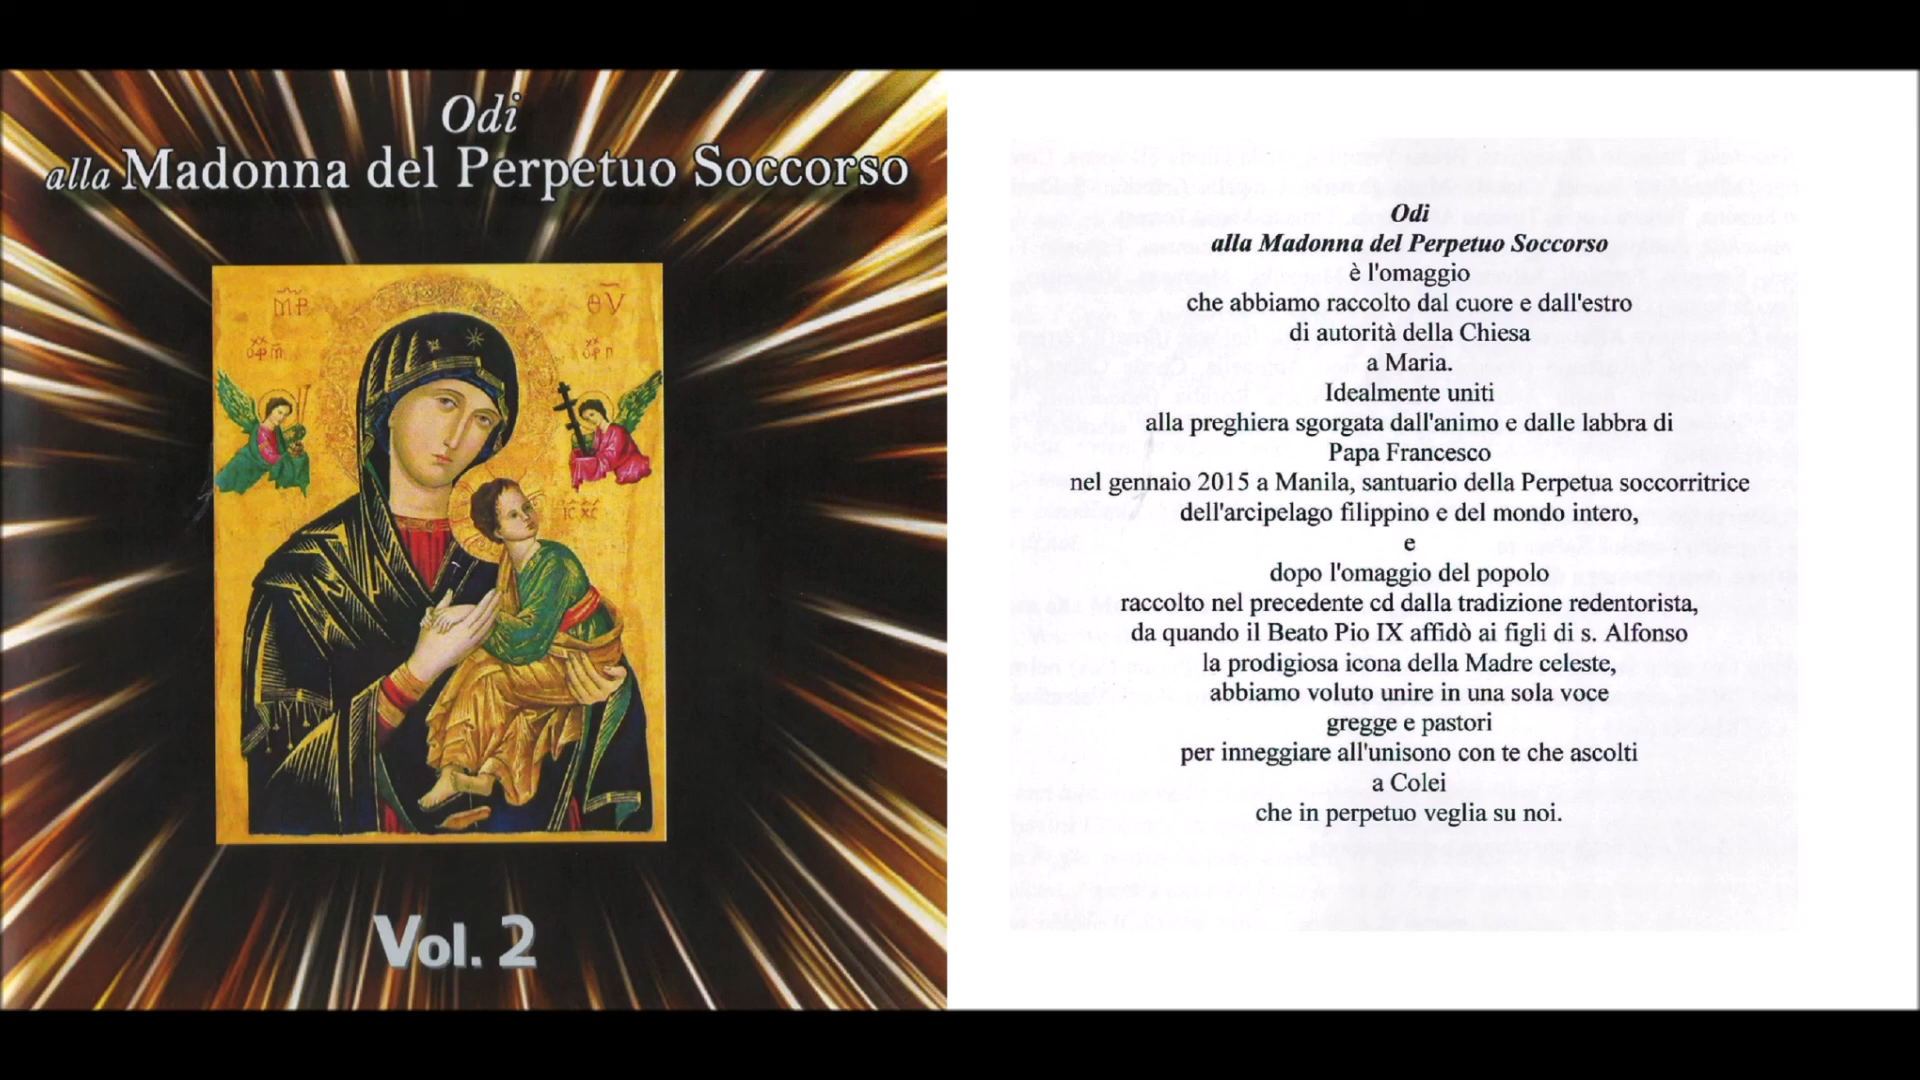 Odi
alla Madonna del Perpetuo Soccorso
Vol. 2
Odi
alla Madonna del Perpetuo Soccorso
è l'omaggio
che abbiamo raccolto dal cuore e dall'estro
di autorità della Chiesa
a Maria.
Idealmente uniti
alla preghiera sgorgata dall'animo e dalle labbra di
Papa Francesco
nel gennaio 2015 a Manila, santuario della Perpetua soccorritrice
dell'arcipelago filippino e del mondo intero,
e
dopo l'omaggio del popolo
raccolto nel precedente cd dalla tradizione redentorista,
da quando il Beato Pio IX affidò ai figli di s. Alfonso
la prodigiosa icona della Madre celeste,
abbiamo voluto unire in una sola voce
gregge e pastori
per inneggiare all'unisono con te che ascolti
a Colei
che in perpetuo veglia su noi.